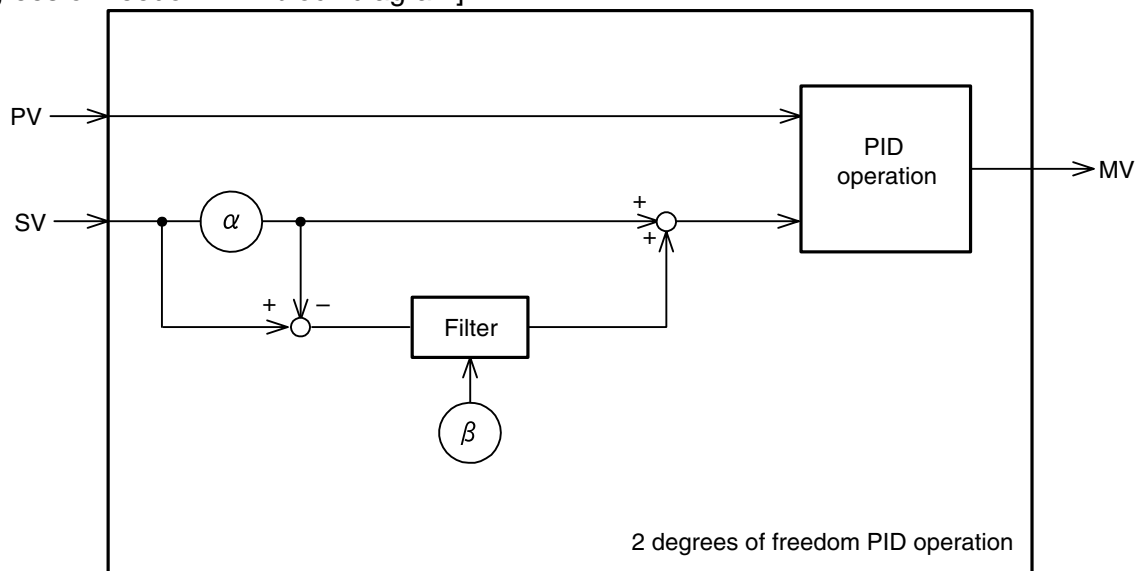 PV
PID
operation
MV
SV
α
+
+
+
–
Filter
β
2 degrees of freedom PID operation